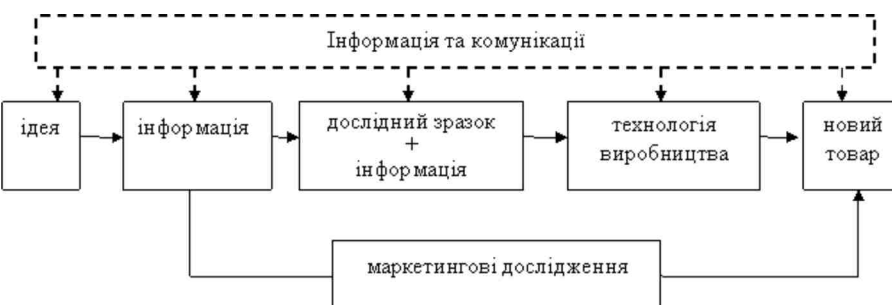 Інформація та комунікації
ідея
інформація
дослідний зразок
+
інформація
технологія
виробництва
новий
товар
маркетингові дослідження